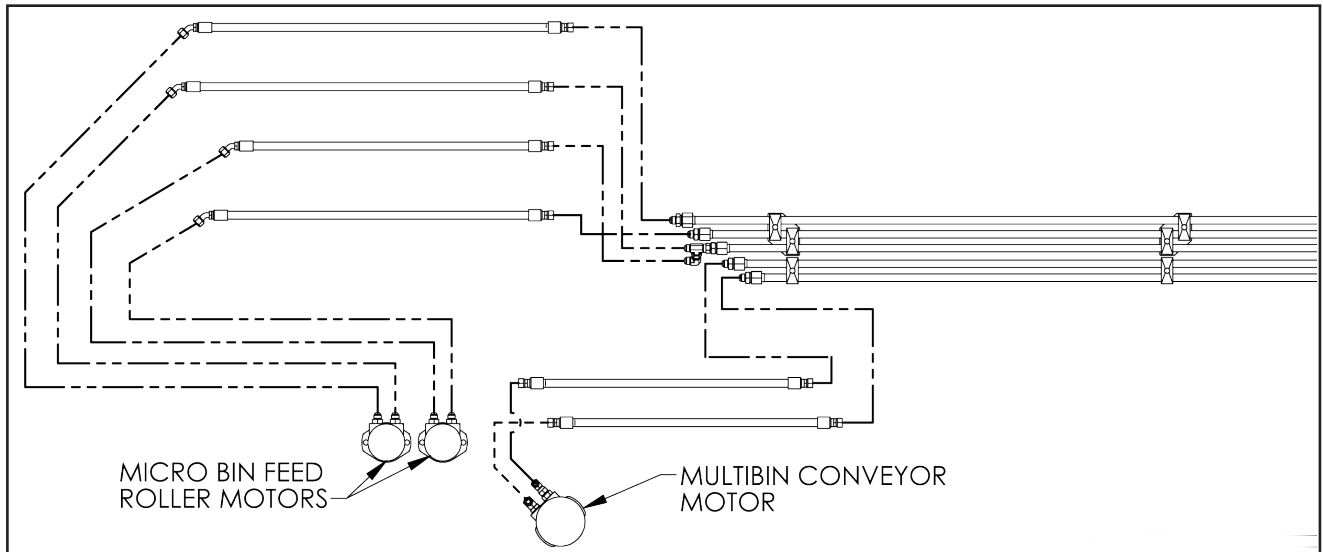 MICRO BIN FEED
ROLLER MOTORS
MULTIBIN CONVEYOR
MOTOR